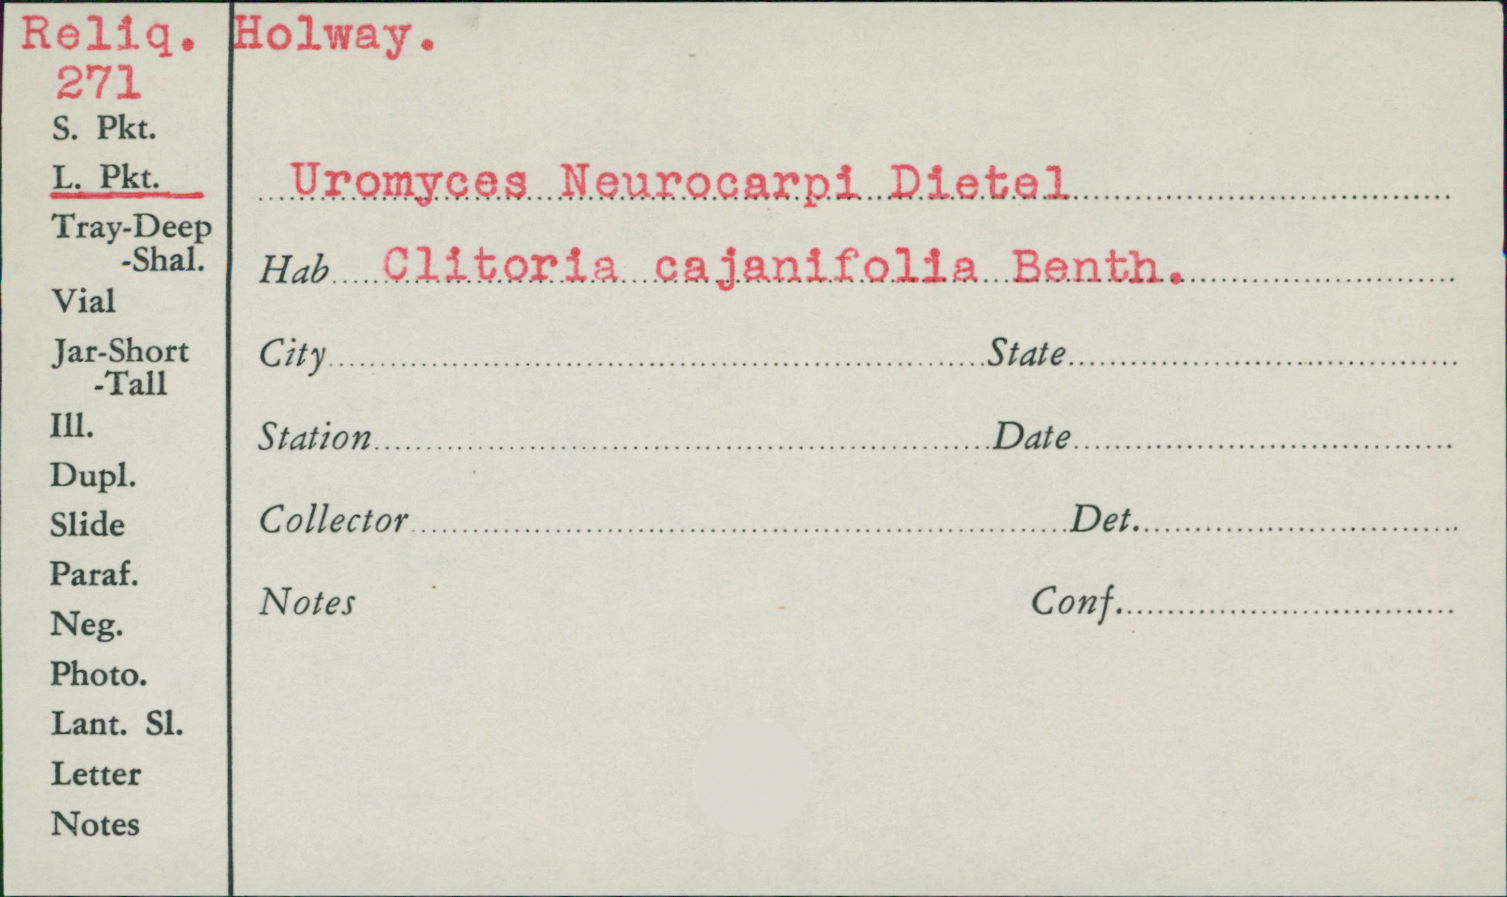 Reliq. Holway.
271
S. Pkt.
L. Pkt.
Tray-Deep
-Shal.
Vial
Jar-Short
-Tall
Ill.
Dupl.
Slide
Paraf.
Neg.
Photo.
Lant. Sl.
Letter
Notes
Uromyces Neurocarpi Dietel
Hab Clitoria cajanifolia Benth.
City State
Station Date
Collector Det.
Notes Conf.